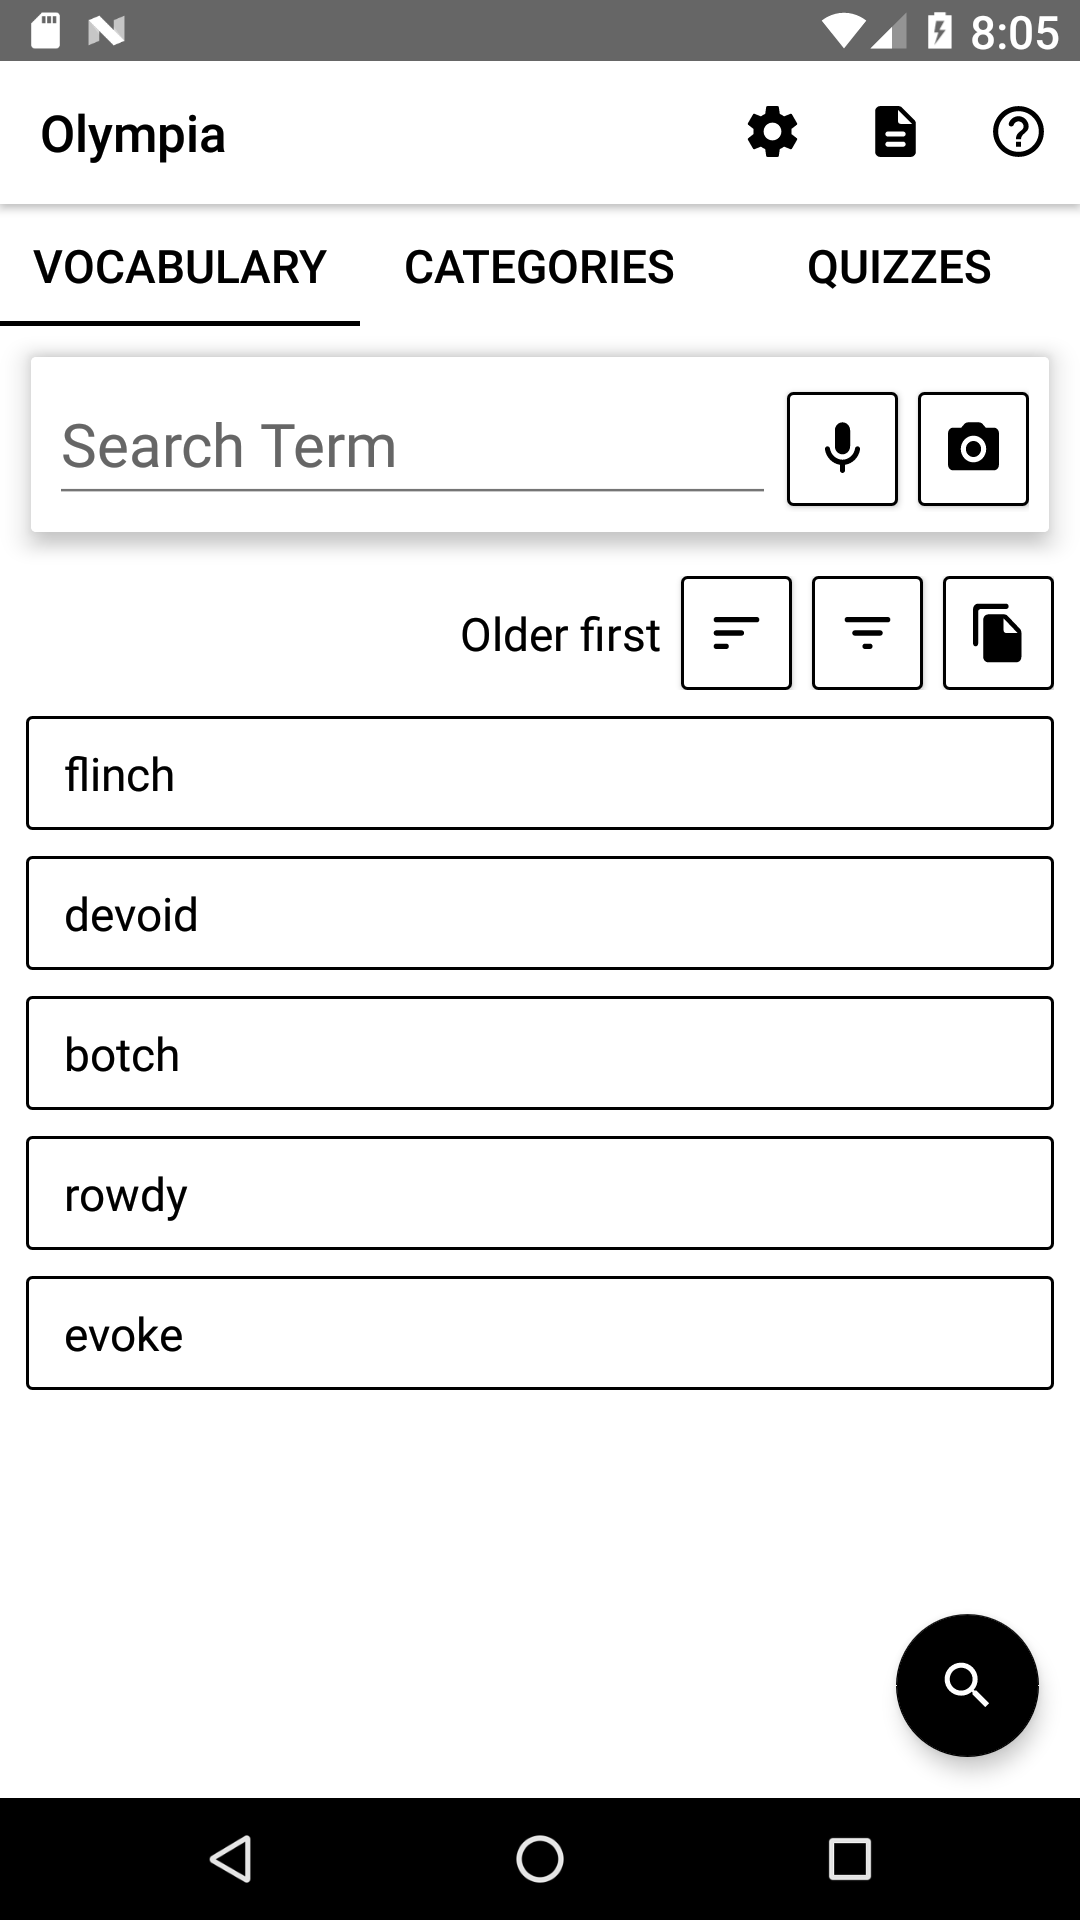 8:05
Olympia
VOCABULARY CATEGORIES QUIZZES
Search Term
Older first
flinch
devoid
botch
rowdy
evoke